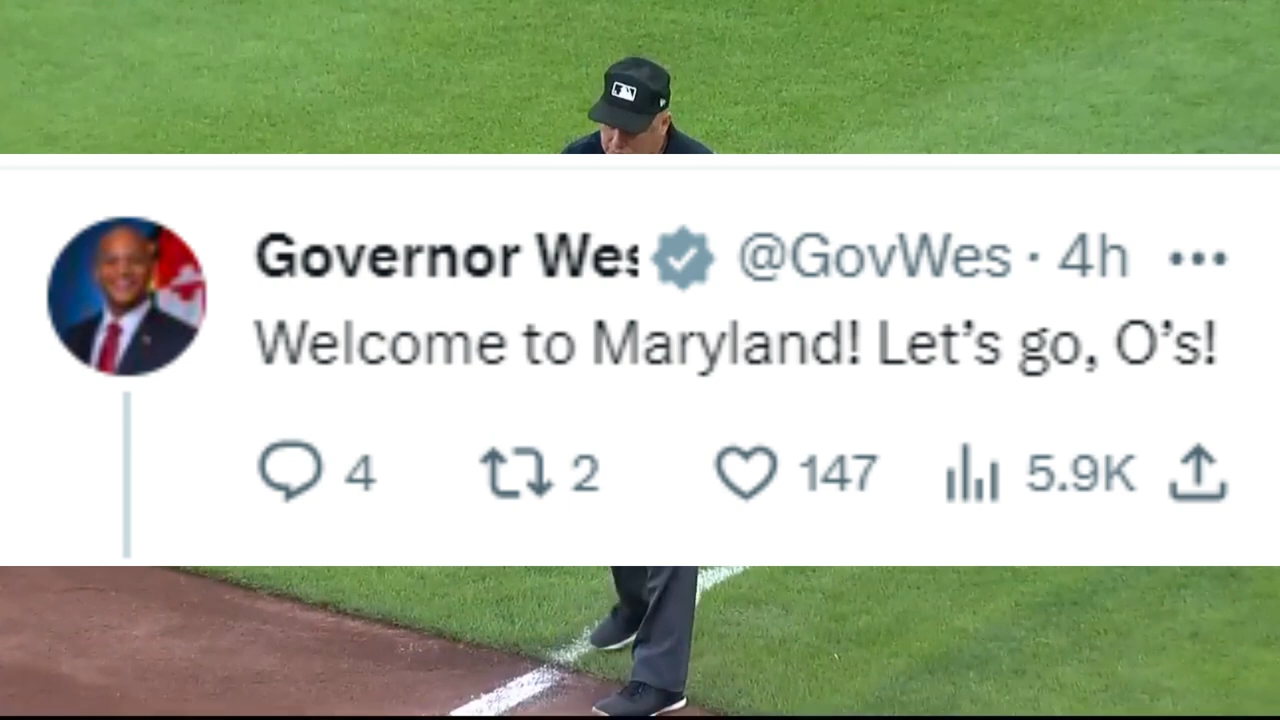 Governor Wes @GovWes · 4h
Welcome to Maryland! Let’s go, O’s!
4 2 147 5.9K